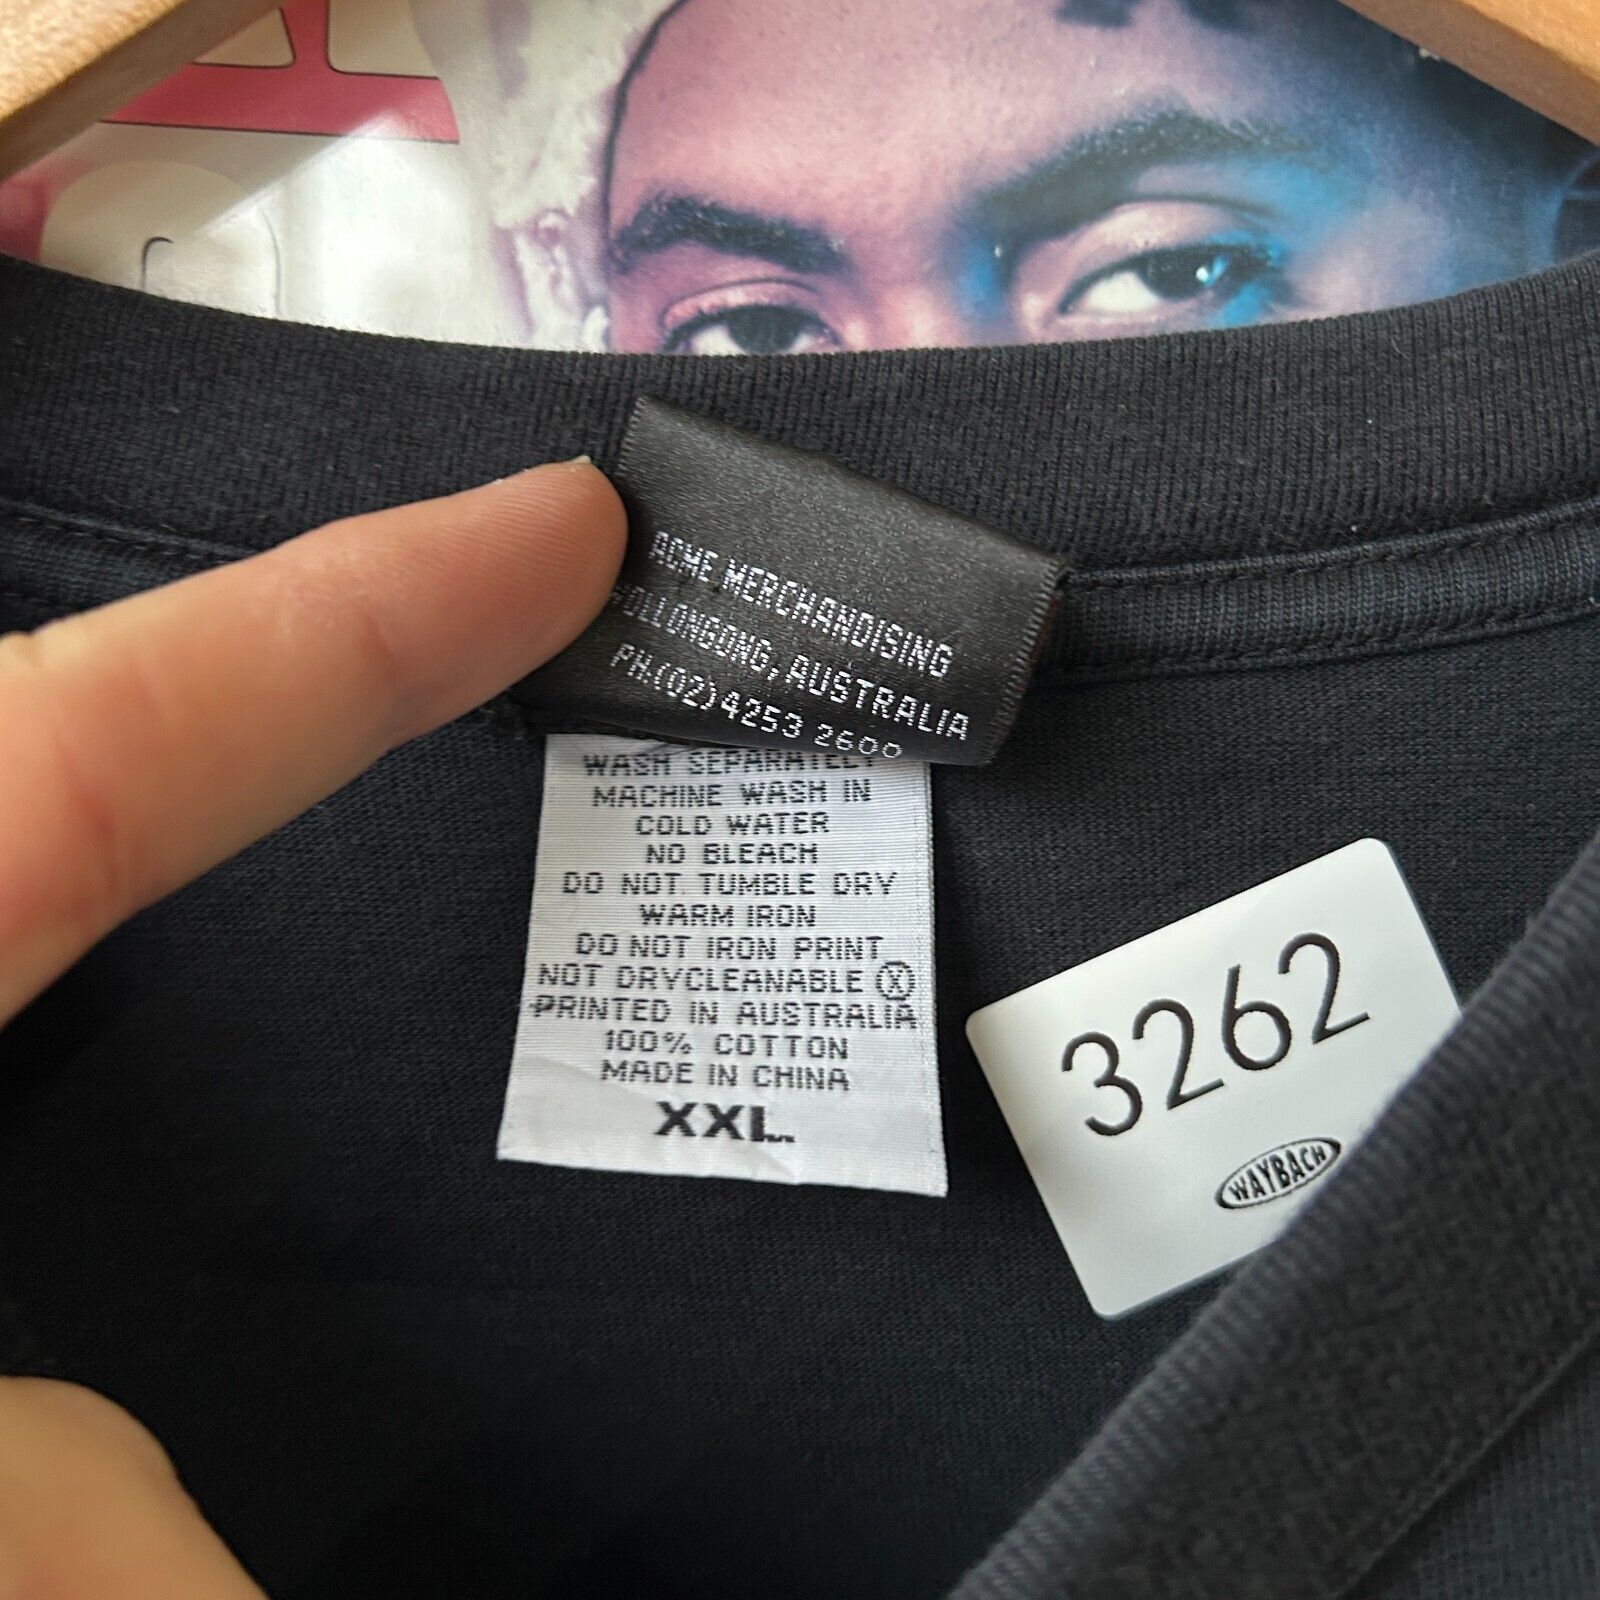 ACME MERCHANDISING
WOLLONGONG, AUSTRALIA
PH.(02) 4253 2600
WASH SEPARATELY
MACHINE WASH IN
COLD WATER
NO BLEACH
DO NOT TUMBLE DRY
WARM IRON
DO NOT IRON PRINT
NOT DRYCLEANABLE Ⓧ
PRINTED IN AUSTRALIA
100% COTTON
MADE IN CHINA
XXL
3262
WAYBACH